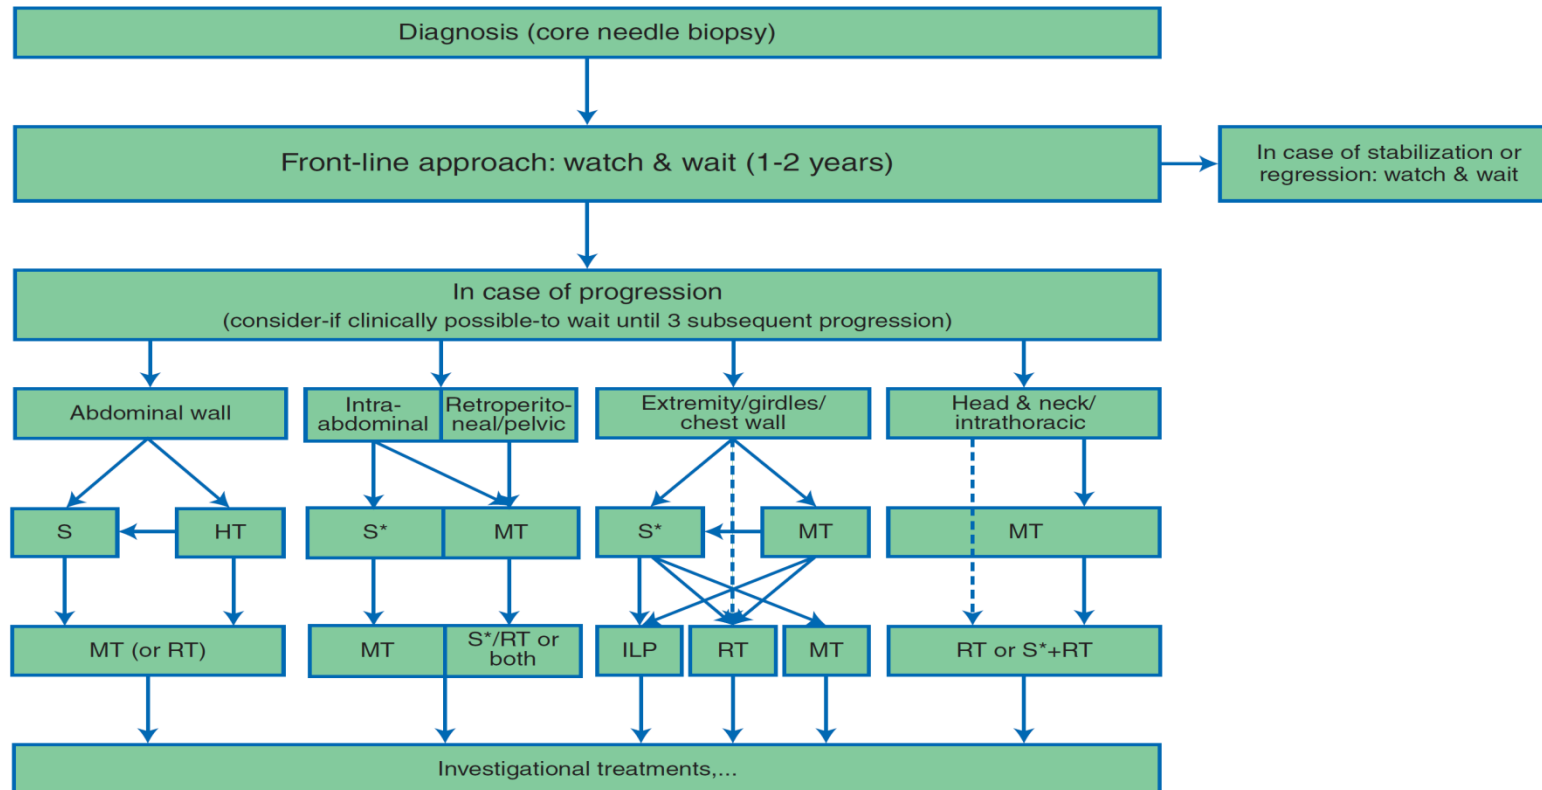 Diagnosis (core needle biopsy)
Front-line approach: watch & wait (1-2 years)
In case of stabilization or
regression: watch & wait
In case of progression
(consider-if clinically possible-to wait until 3 subsequent progression)
Abdominal wall
Intra-
abdominal
Retroperito-
neal/pelvic
Extremity/girdles/
chest wall
Head & neck/
intrathoracic
S
HT
S*
MT
S*
MT
MT
MT (or RT)
MT
S*/RT or
both
ILP
RT
MT
RT or S*+RT
Investigational treatments,...